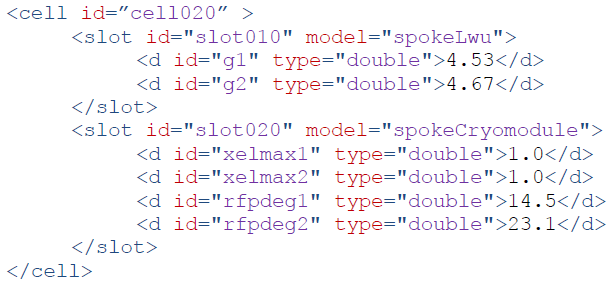 <cell id=”cell020” >
<slot id="slot010" model="spokeLwu">
<d id="g1" type="double">4.53</d>
<d id="g2" type="double">4.67</d>
</slot>
<slot id="slot020" model="spokeCryomodule">
<d id="xelmax1" type="double">1.0</d>
<d id="xelmax2" type="double">1.0</d>
<d id="rfpdeg1" type="double">14.5</d>
<d id="rfpdeg2" type="double">23.1</d>
</slot>
</cell>